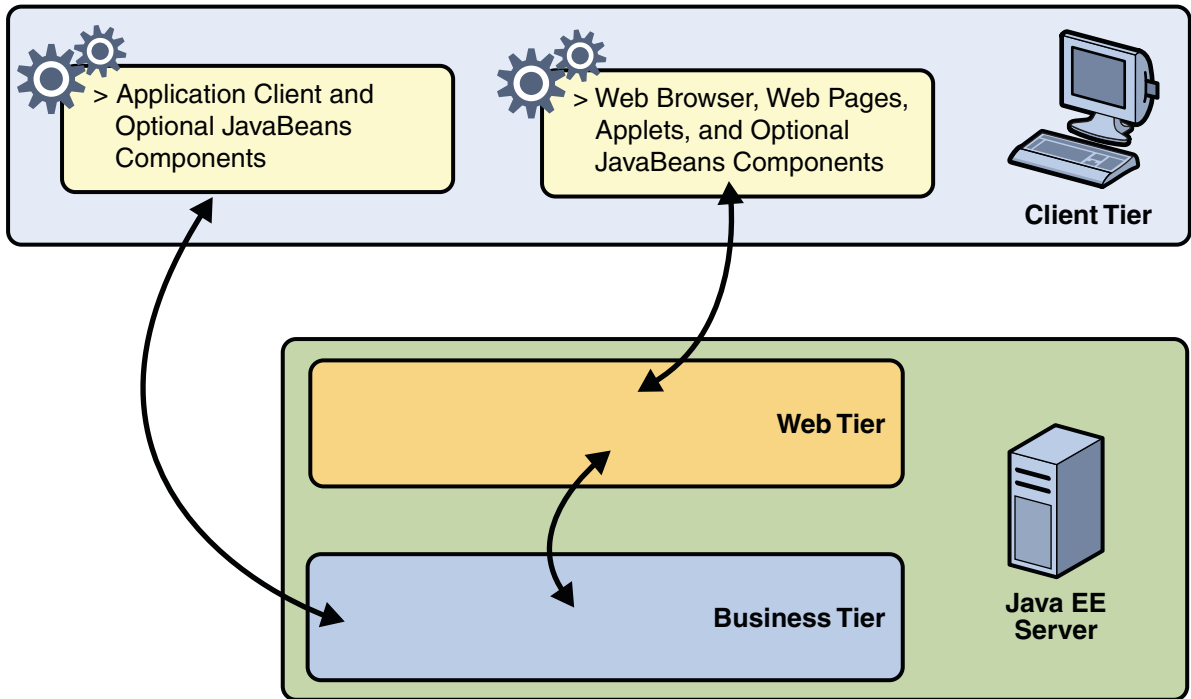 > Application Client and
Optional JavaBeans
Components
> Web Browser, Web Pages,
Applets, and Optional
JavaBeans Components
Client Tier
Web Tier
Business Tier
Java EE
Server